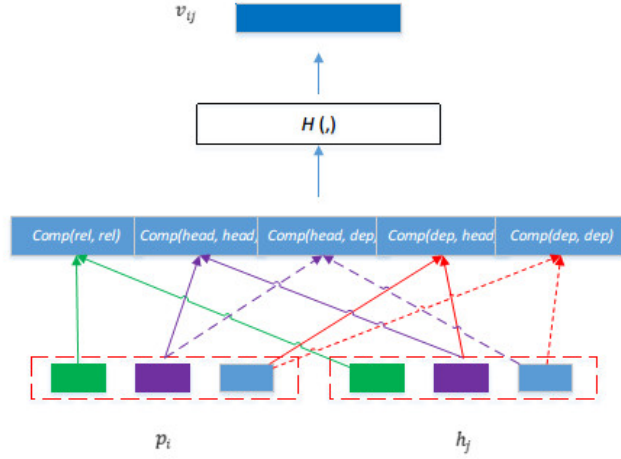 v_ij
H (,)
Comp(rel, rel) Comp(head, head) Comp(head, dep) Comp(dep, head Comp(dep, dep)
p_i h_j